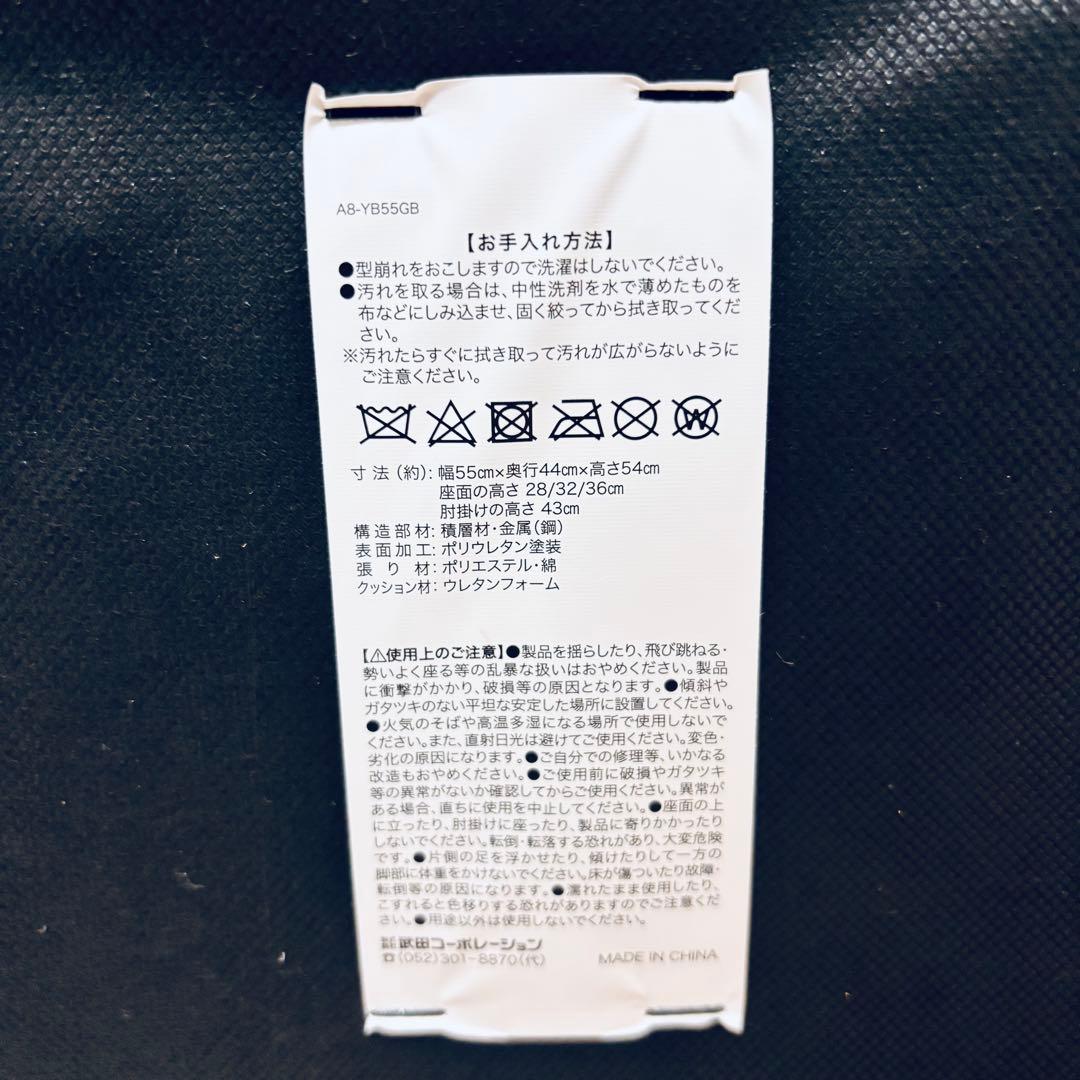 A8-YB55GB
【お手入れ方法】
●型崩れをおこしますので洗濯はしないでください。
●汚れを取る場合は、中性洗剤を水で薄めたものを
布などにしみ込ませ、固く絞ってから拭き取ってくだ
さい。
※汚れたらすぐに拭き取って汚れが広がらないように
ご注意ください。
W
寸法(約): 幅55cm×奥行44cm×高さ54cm
座面の高さ 28/32/36cm
肘掛けの高さ 43cm
構造部材: 積層材・金属(鋼)
表面加工: ポリウレタン塗装
張り材: ポリエステル・綿
クッション材: ウレタンフォーム
【⚠使用上のご注意】●製品を揺らしたり、飛び跳ねる・
勢いよく座る等の乱暴な扱いはおやめください。製品
に衝撃がかかり、破損等の原因となります。●傾斜や
ガタツキのない平坦な安定した場所に設置してください。
●火気のそばや高温多湿になる場所で使用しないで
ください。また、直射日光は避けてご使用ください。変色・
劣化の原因になります。●ご自分での修理等、いかなる
改造もおやめください。●ご使用前に破損やガタツキ
等の異常がないか確認してからご使用ください。異常が
ある場合、直ちに使用を中止してください。●座面の上
に立ったり、肘掛けに座ったり、製品に寄りかかったり
しないでください。転倒・転落する恐れがあり、大変危険
です。●片側の足を浮かせたり、傾けたりして一方の
脚部に体重をかけないでください。床が傷ついたり故障・
転倒等の原因になります。●濡れたまま使用したり、
こすれると色移りする恐れがありますのでご注意くだ
さい。●用途以外は使用しないでください。
株式会社武田コーポレーション
☎(052)301-8870(代) MADE IN CHINA